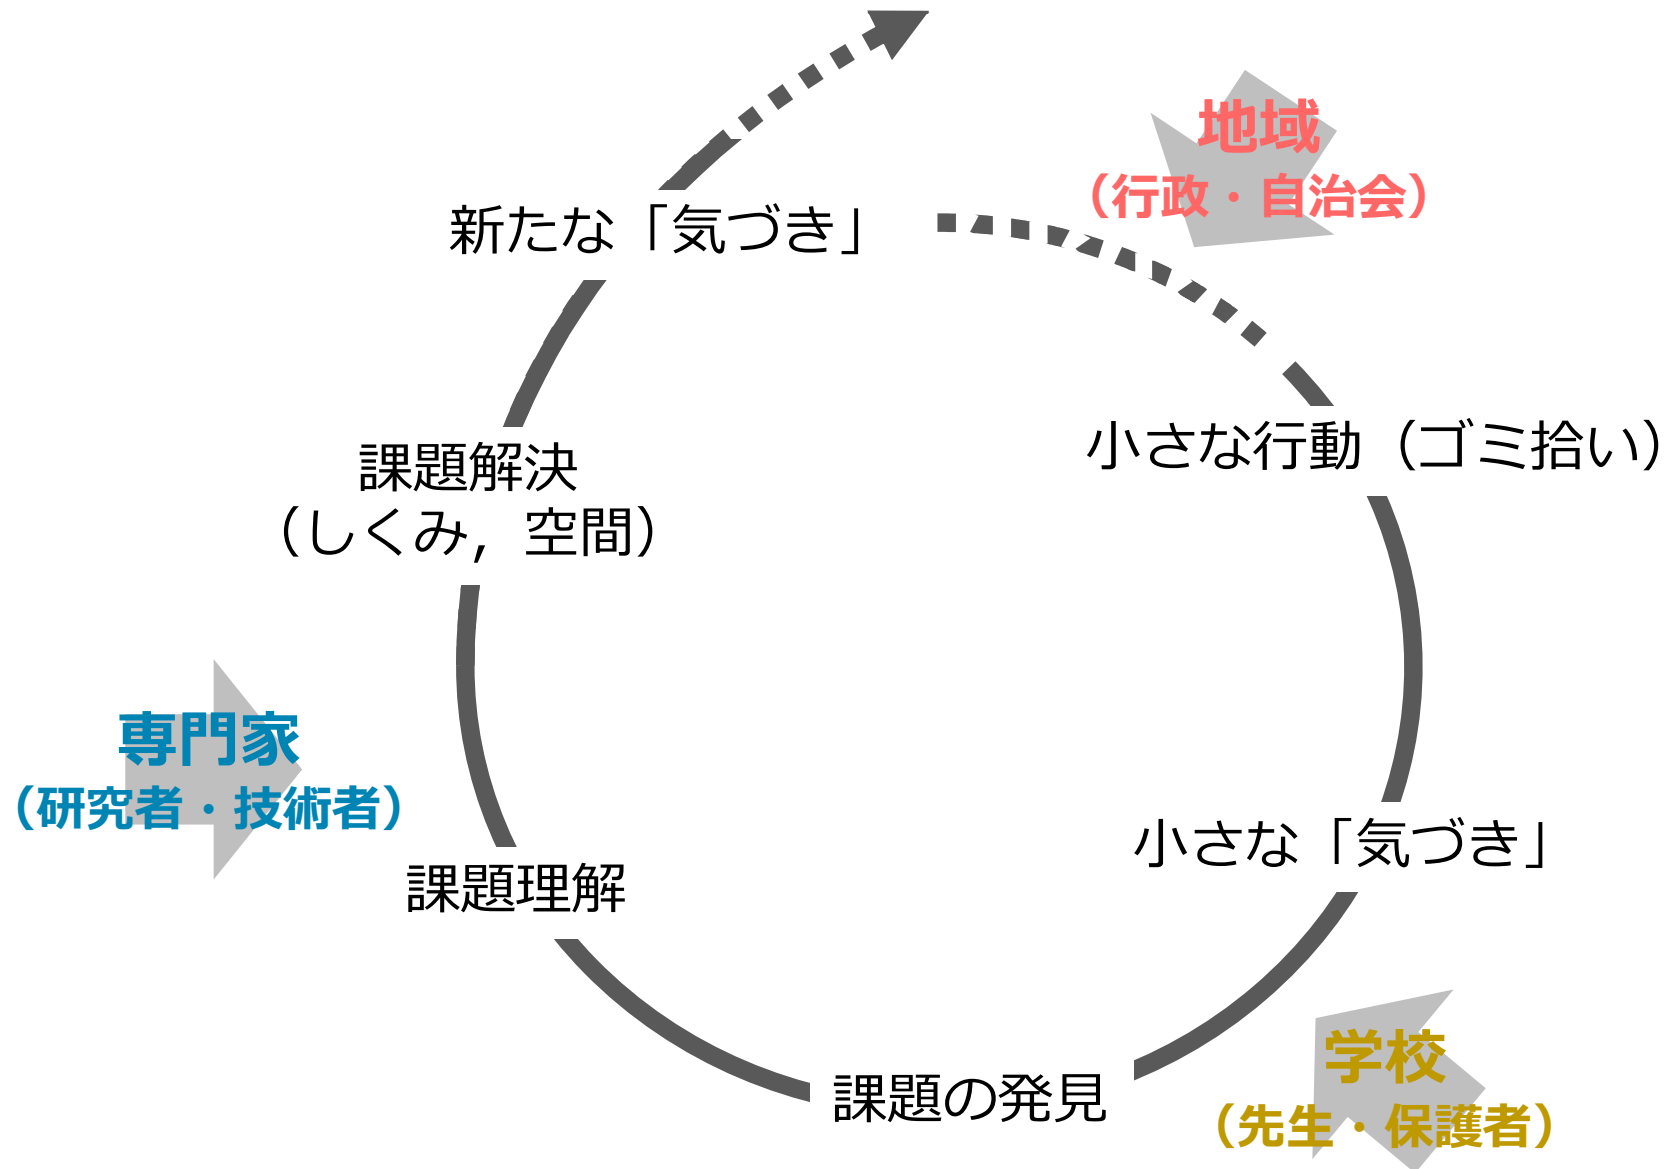 地域
（行政・自治会）
新たな「気づき」
小さな行動（ゴミ拾い）
課題解決
（しくみ，空間）
専門家
（研究者・技術者）
小さな「気づき」
課題理解
学校
（先生・保護者）
課題の発見